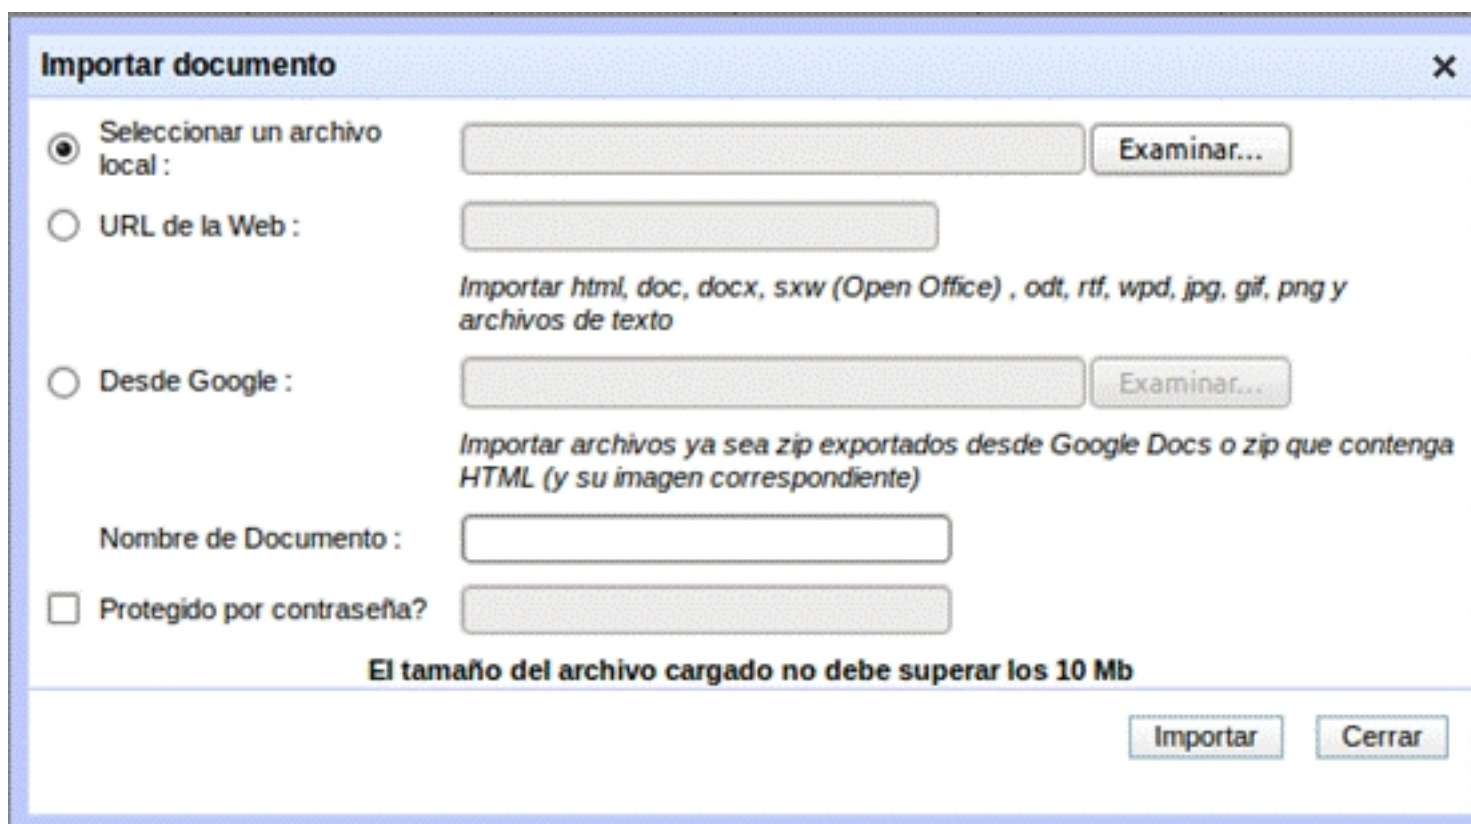 Importar documento
Seleccionar un archivo
local :
Examinar...
URL de la Web :
Importar html, doc, docx, sxw (Open Office) , odt, rtf, wpd, jpg, gif, png y
archivos de texto
Desde Google :
Examinar...
Importar archivos ya sea zip exportados desde Google Docs o zip que contenga
HTML (y su imagen correspondiente)
Nombre de Documento :
Protegido por contraseña?
El tamaño del archivo cargado no debe superar los 10 Mb
Importar
Cerrar